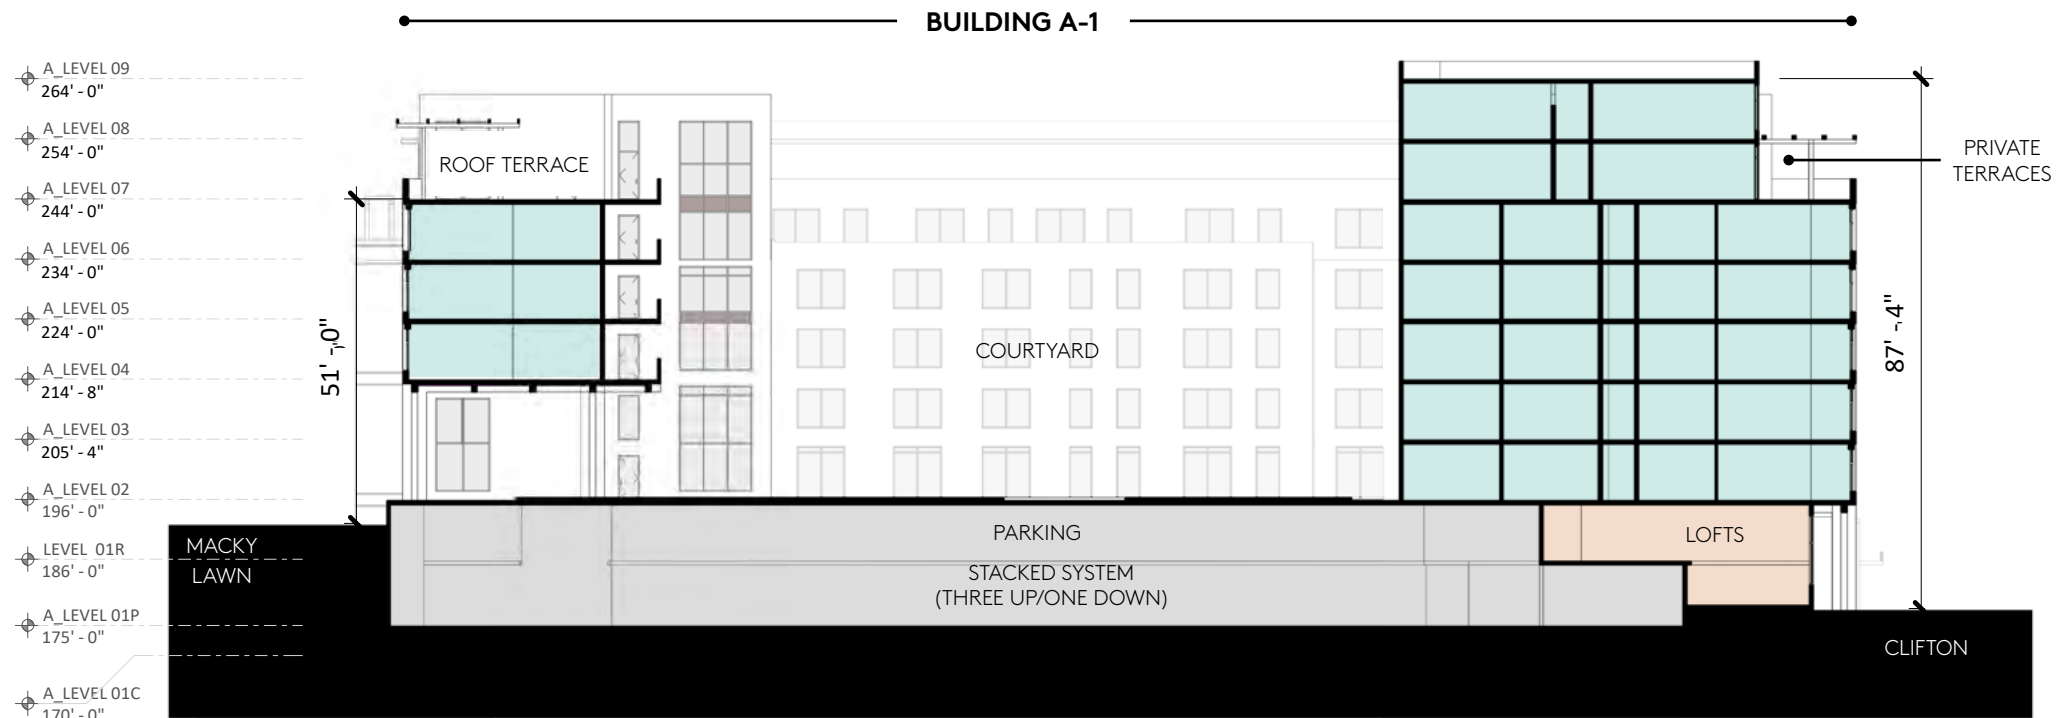 BUILDING A-1
A_LEVEL 09
264' - 0"
A_LEVEL 08
254' - 0"
A_LEVEL 07
244' - 0"
A_LEVEL 06
234' - 0"
A_LEVEL 05
224' - 0"
A_LEVEL 04
214' - 8"
A_LEVEL 03
205' - 4"
A_LEVEL 02
196' - 0"
LEVEL 01R
186' - 0"
A_LEVEL 01P
175' - 0"
A_LEVEL 01C
170' - 0"
51' - 0"
ROOF TERRACE
COURTYARD
PRIVATE
TERRACES
87' - 4"
MACKY
LAWN
PARKING
STACKED SYSTEM
(THREE UP/ONE DOWN)
LOFTS
CLIFTON